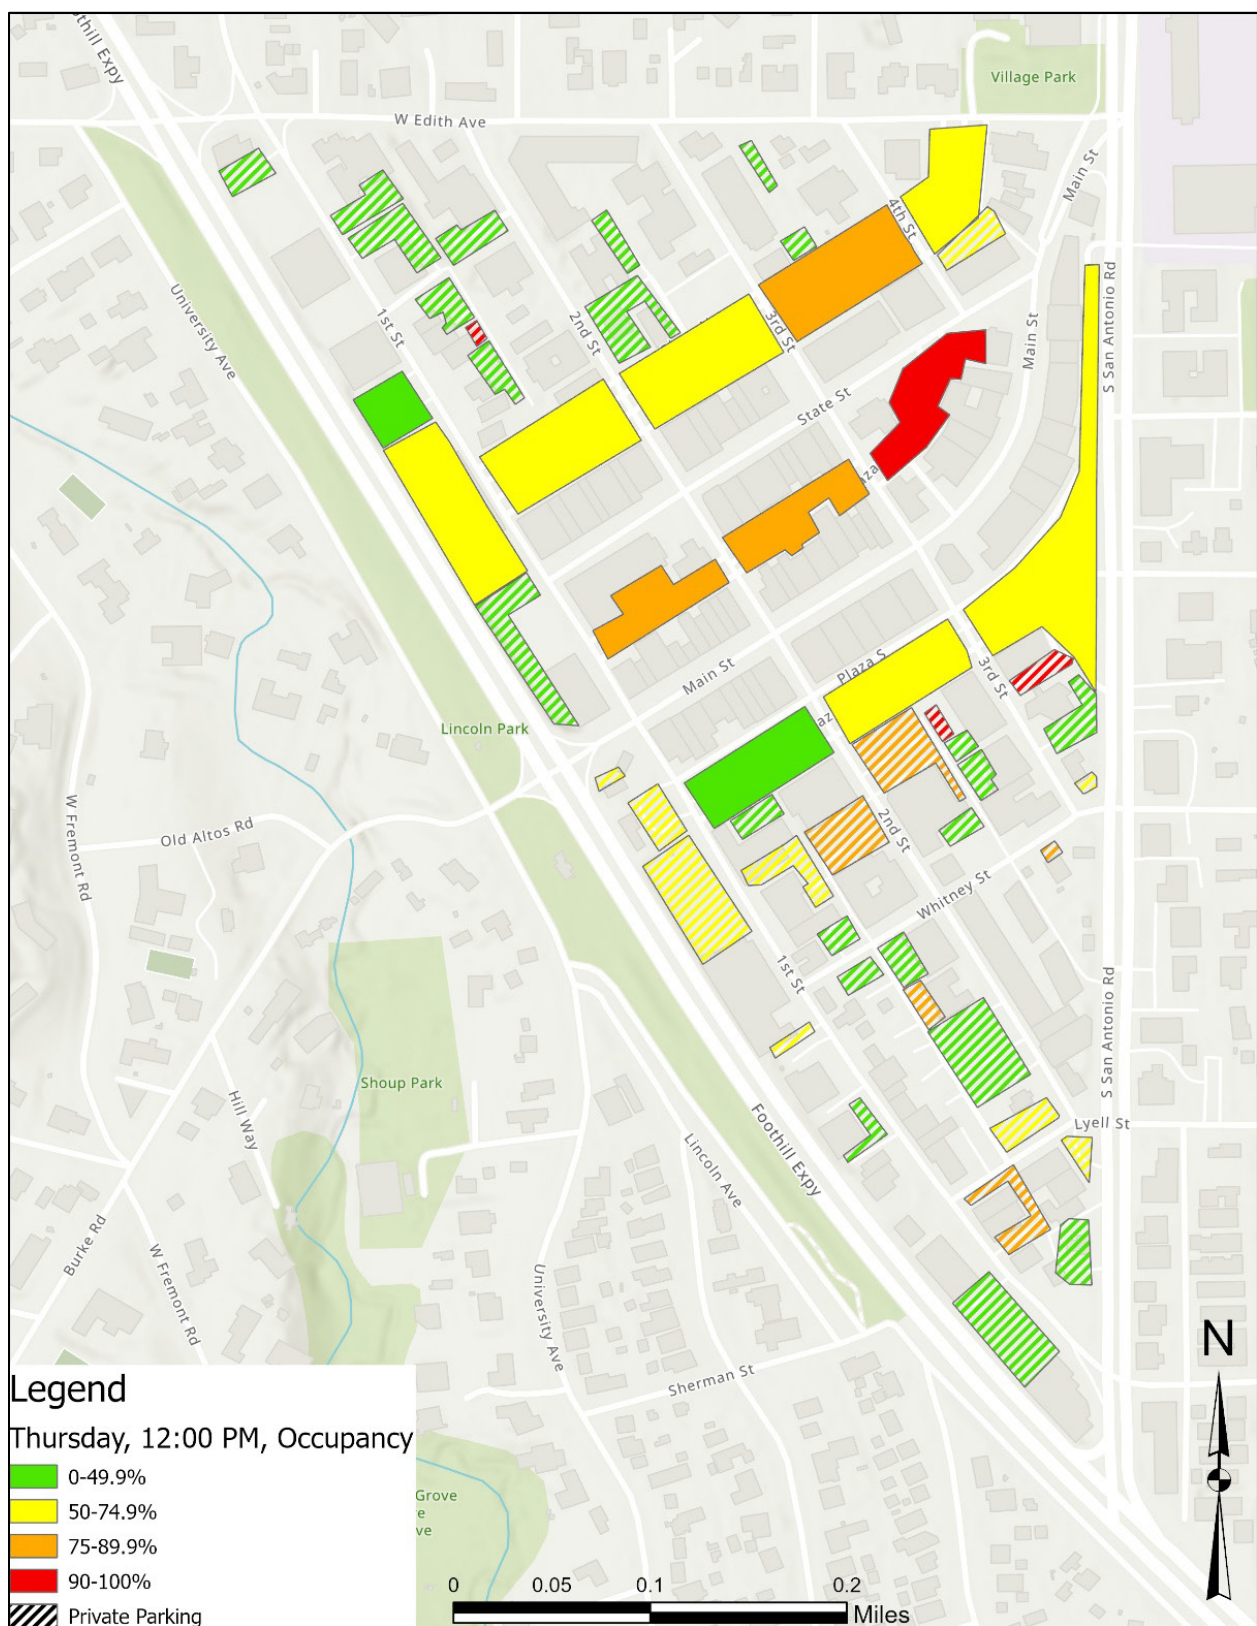 thill Expy
Village Park
W Edith Ave
Main St
4th St
University Ave
1st St
2nd St
3rd St
S San Antonio Rd
Main St
State St
aza
3rd St
Plaza S
Main St
az
Lincoln Park
W Fremont Rd
Old Altos Rd
2nd St
Whitney St
1st St
S San Antonio Rd
Shoup Park
Hill Way
Lyell St
Foothill Expy
Lincoln Ave
Burke Rd
W Fremont Rd
University Ave
Sherman St
N
Legend
Thursday, 12:00 PM, Occupancy
0-49.9%
50-74.9%
75-89.9%
90-100%
Private Parking
Grove
e
ve
0 0.05 0.1 0.2
Miles